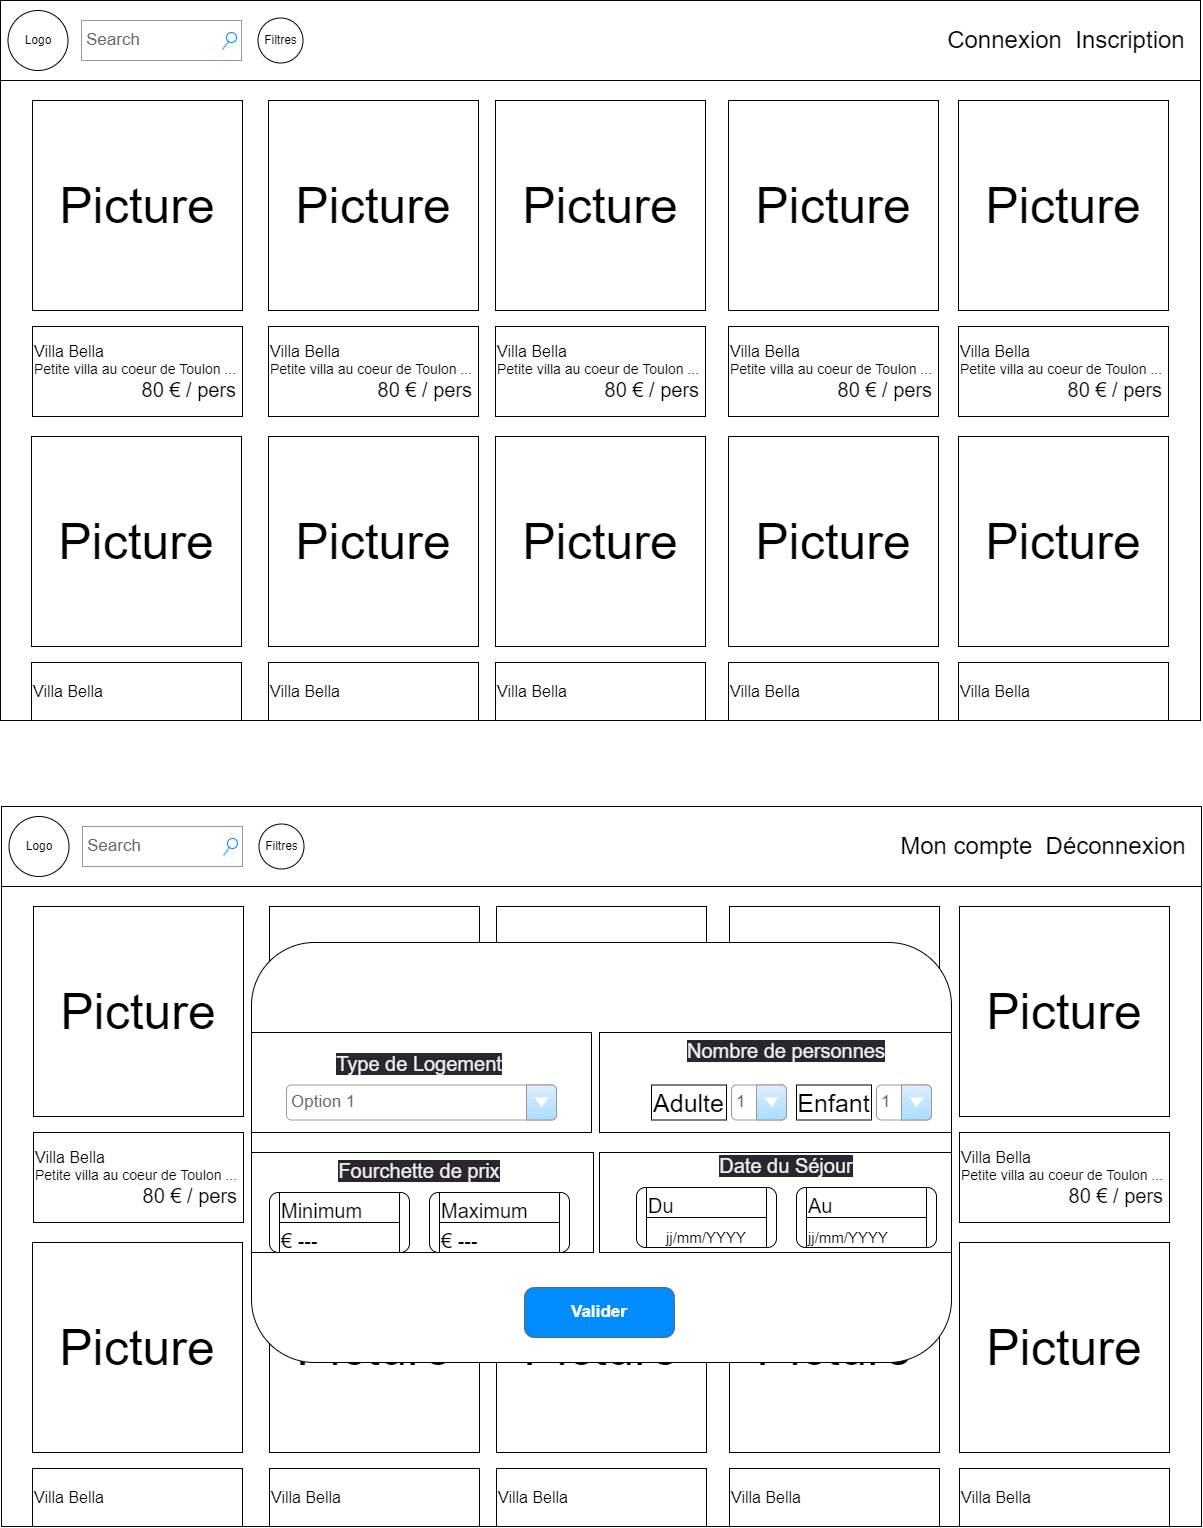 Logo Search Filtres Connexion Inscription
Picture Picture Picture Picture Picture
Villa Bella Villa Bella Villa Bella Villa Bella Villa Bella
Petite villa au coeur de Toulon ... Petite villa au coeur de Toulon ... Petite villa au coeur de Toulon ... Petite villa au coeur de Toulon ... Petite villa au coeur de Toulon ...
80 € / pers 80 € / pers 80 € / pers 80 € / pers 80 € / pers
Picture Picture Picture Picture Picture
Villa Bella Villa Bella Villa Bella Villa Bella Villa Bella
Logo Search Filtres Mon compte Déconnexion
Picture Picture
Type de Logement Nombre de personnes
Option 1 Adulte 1 Enfant 1
Villa Bella Villa Bella
Petite villa au coeur de Toulon ... Petite villa au coeur de Toulon ...
80 € / pers 80 € / pers
Fourchette de prix Date du Séjour
Minimum Maximum Du Au
€ --- € --- jj/mm/YYYY jj/mm/YYYY
Valider
Picture Picture Picture Picture Picture
Villa Bella Villa Bella Villa Bella Villa Bella Villa Bella